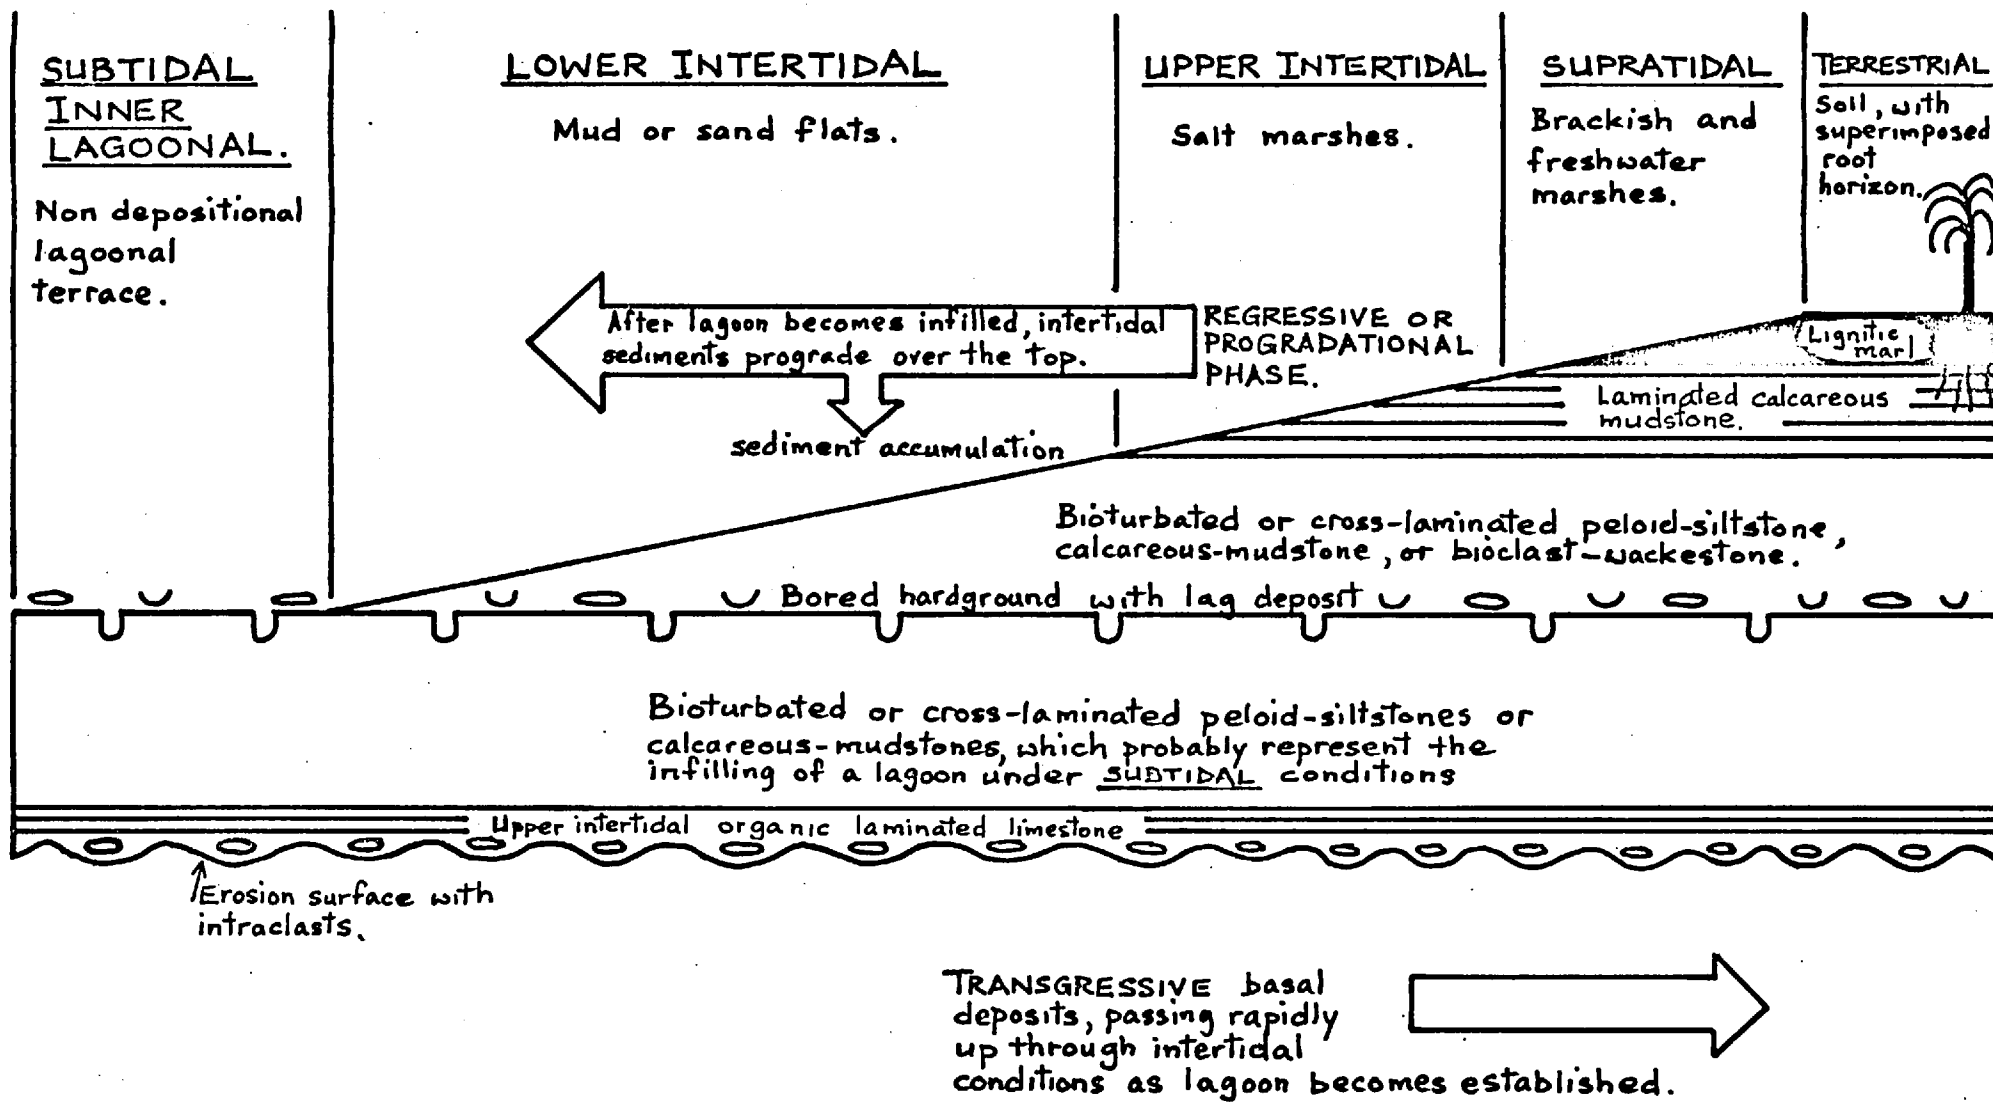 SUBTIDAL
INNER
LAGOONAL.
Non depositional
lagoonal
terrace.
LOWER INTERTIDAL
Mud or sand flats.
UPPER INTERTIDAL
Salt marshes.
SUPRATIDAL
Brackish and
freshwater
marshes.
TERRESTRIAL
Soil, with
superimposed
root
horizon.
After lagoon becomes infilled, intertidal
sediments prograde over the top.
REGRESSIVE OR
PROGRADATIONAL
PHASE.
sediment accumulation
Lignitic
marl
Laminated calcareous
mudstone.
Bioturbated or cross-laminated peloid-siltstone,
calcareous-mudstone, or bioclast-wackestone.
Bored hardground with lag deposit
Bioturbated or cross-laminated peloid-siltstones or
calcareous-mudstones, which probably represent the
infilling of a lagoon under SUBTIDAL conditions
Upper intertidal organic laminated limestone
Erosion surface with
intraclasts.
TRANSGRESSIVE basal
deposits, passing rapidly
up through intertidal
conditions as lagoon becomes established.